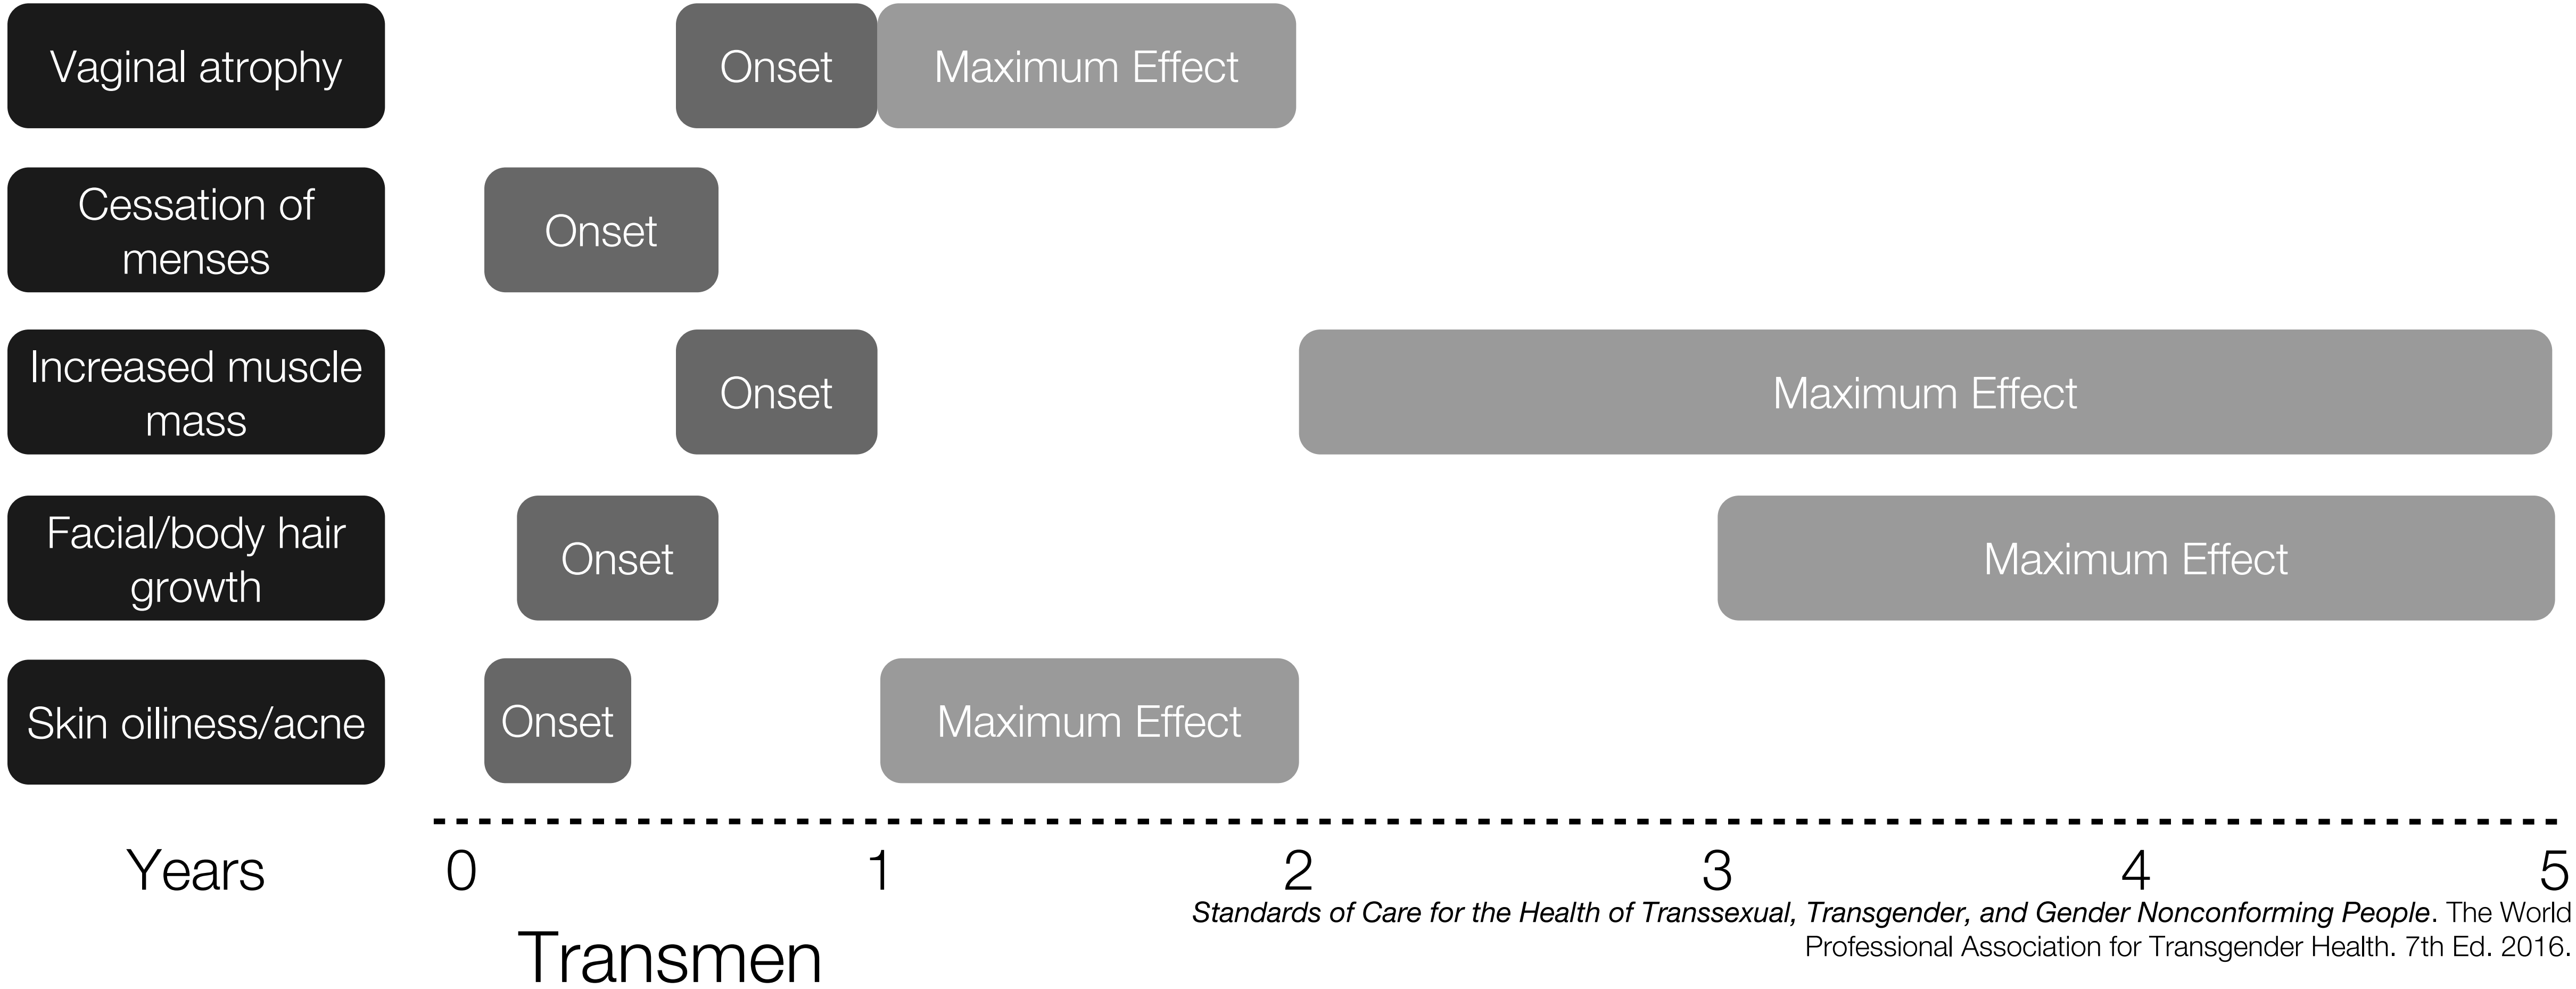 Vaginal atrophy
Onset
Maximum Effect
Cessation of
menses
Onset
Increased muscle
mass
Onset
Maximum Effect
Facial/body hair
growth
Onset
Maximum Effect
Skin oiliness/acne
Onset
Maximum Effect
Years
0
1
2
3
4
5
Standards of Care for the Health of Transsexual, Transgender, and Gender Nonconforming People. The World
Professional Association for Transgender Health. 7th Ed. 2016.
Transmen